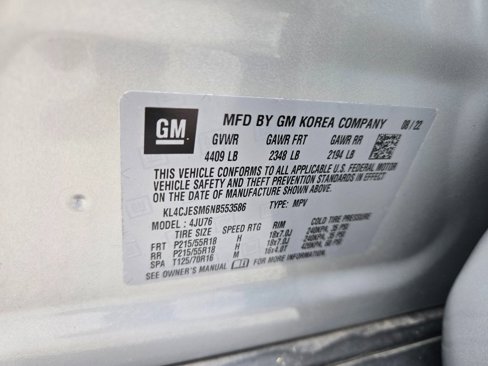 GM
MFD BY GM KOREA COMPANY 08 / 22
GVWR GAWR FRT GAWR RR
4409 LB 2348 LB 2194 LB
THIS VEHICLE CONFORMS TO ALL APPLICABLE U.S. FEDERAL MOTOR
VEHICLE SAFETY AND THEFT PREVENTION STANDARDS IN EFFECT
ON THE DATE OF MANUFACTURE SHOWN ABOVE.
KL4CJESM6NB553586 TYPE: MPV
MODEL: 4JU76
TIRE SIZE SPEED RTG RIM COLD TIRE PRESSURE
FRT P215/55R18 H 18x7.0J 240KPA, 35 PSI
RR P215/55R18 H 18x7.0J 240KPA, 35 PSI
SPA T125/70R16 M 16x4.0T 420KPA, 60 PSI
SEE OWNER'S MANUAL